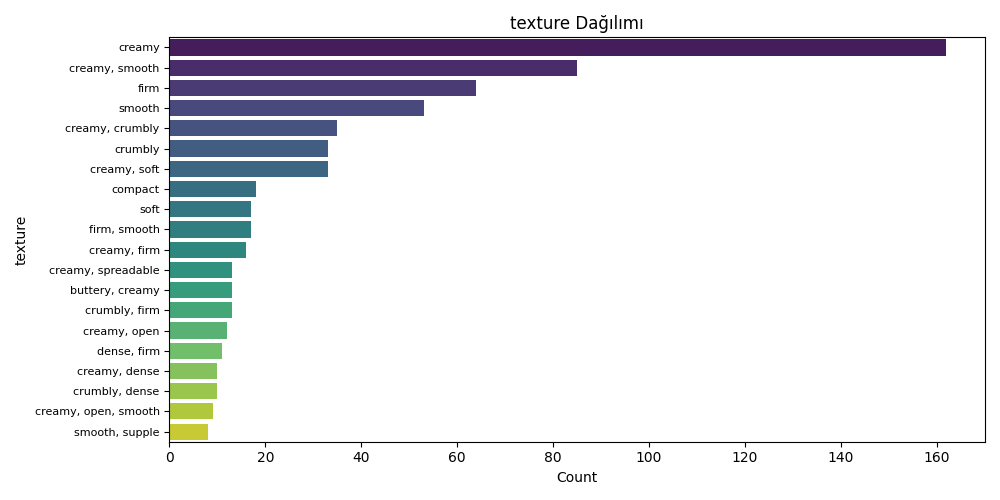 texture Dağılımı
texture
creamy
creamy, smooth
firm
smooth
creamy, crumbly
crumbly
creamy, soft
compact
soft
firm, smooth
creamy, firm
creamy, spreadable
buttery, creamy
crumbly, firm
creamy, open
dense, firm
creamy, dense
crumbly, dense
creamy, open, smooth
smooth, supple
0 20 40 60 80 100 120 140 160
Count